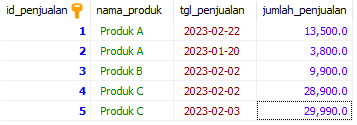 id_penjualan nama_produk tgl_penjualan jumlah_penjualan
1 Produk A 2023-02-22 13,500.0
2 Produk A 2023-01-20 3,800.0
3 Produk B 2023-02-02 9,900.0
4 Produk C 2023-02-02 28,900.0
5 Produk C 2023-02-03 29,990.0